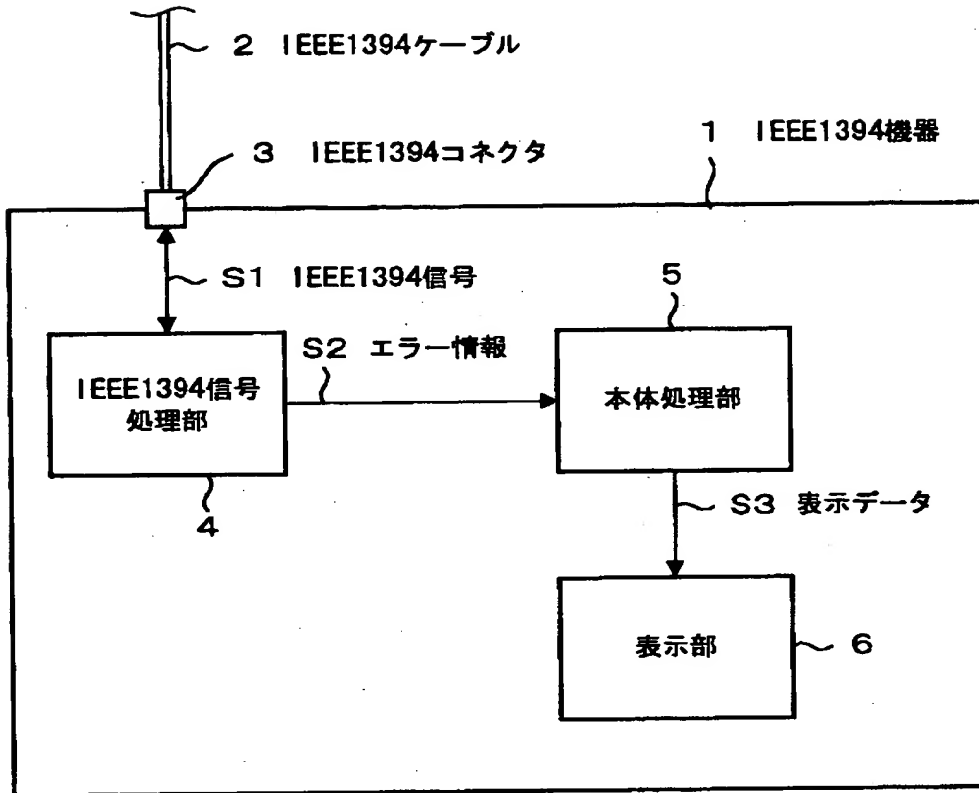 2 IEEE1394ケーブル
3 IEEE1394コネクタ
1 IEEE1394機器
S1 IEEE1394信号
5
S2 エラー情報
IEEE1394信号
処理部
本体処理部
4
S3 表示データ
表示部
6